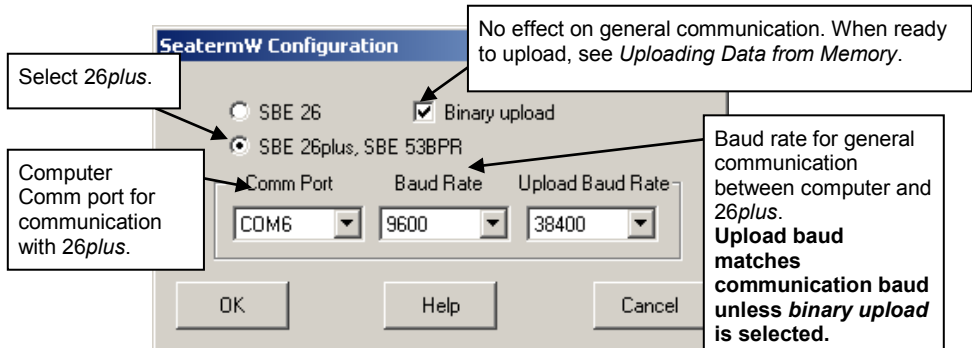 No effect on general communication. When ready
to upload, see Uploading Data from Memory.
SeatermW Configuration
Select 26plus.
SBE 26
Binary upload
SBE 26plus, SBE 53BPR
Computer
Comm port for
communication
with 26plus.
Comm Port
Baud Rate
Upload Baud Rate
COM6
9600
38400
Baud rate for general
communication
between computer and
26plus.
Upload baud
matches
communication baud
unless binary upload
is selected.
OK
Help
Cancel